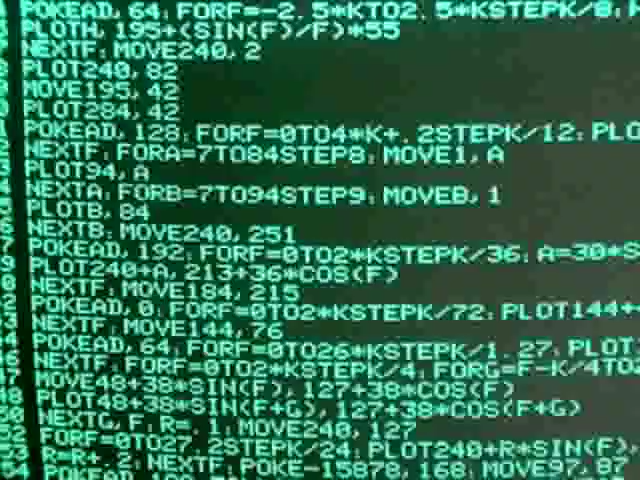 POKEAD, 64: FORF=-2.5*KTO2.5*KSTEPK/8:
PLOTH, 195+(SIN(F)/F)*55
NEXTF: MOVE240, 2
PLOT240, 82
MOVE195, 42
PLOT284, 42
POKEAD, 128: FORF=0TO4*K+.2STEPK/12: PLO
NEXTF: FORA=7TO84STEP8: MOVE1, A
PLOT94, A
NEXTA: FORB=7TO94STEP9: MOVEB, 1
PLOTB, 84
NEXTB: MOVE240, 251
POKEAD, 192: FORF=0TO2*KSTEPK/36: A=30*S
PLOT240+A, 213+36*COS(F)
NEXTF: MOVE184, 215
POKEAD, 0: FORF=0TO2*KSTEPK/72: PLOT144+
NEXTF: MOVE144, 76
POKEAD, 64: FORF=0TO26*KSTEPK/1.27: PLOT
NEXTF: FORF=0TO2*KSTEPK/4: FORG=F-K/4TO2
MOVE48+38*SIN(F), 127+38*COS(F)
PLOT48+38*SIN(F+G), 127+38*COS(F+G)
NEXTG, F: R=.1: MOVE240, 127
FORF=0TO27.2STEPK/24: PLOT240+R*SIN(F),
R=R+.2: NEXTF: POKE-15878, 168: MOVE97, 87
POKEAD,